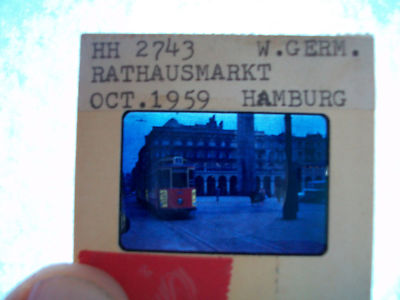 HH 2743 W.GERM.
RATHAUSMARKT
OCT.1959 HAMBURG